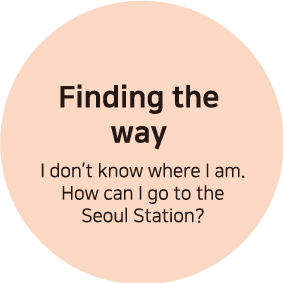 Finding the
way
I don't know where I am.
How can I go to the
Seoul Station?